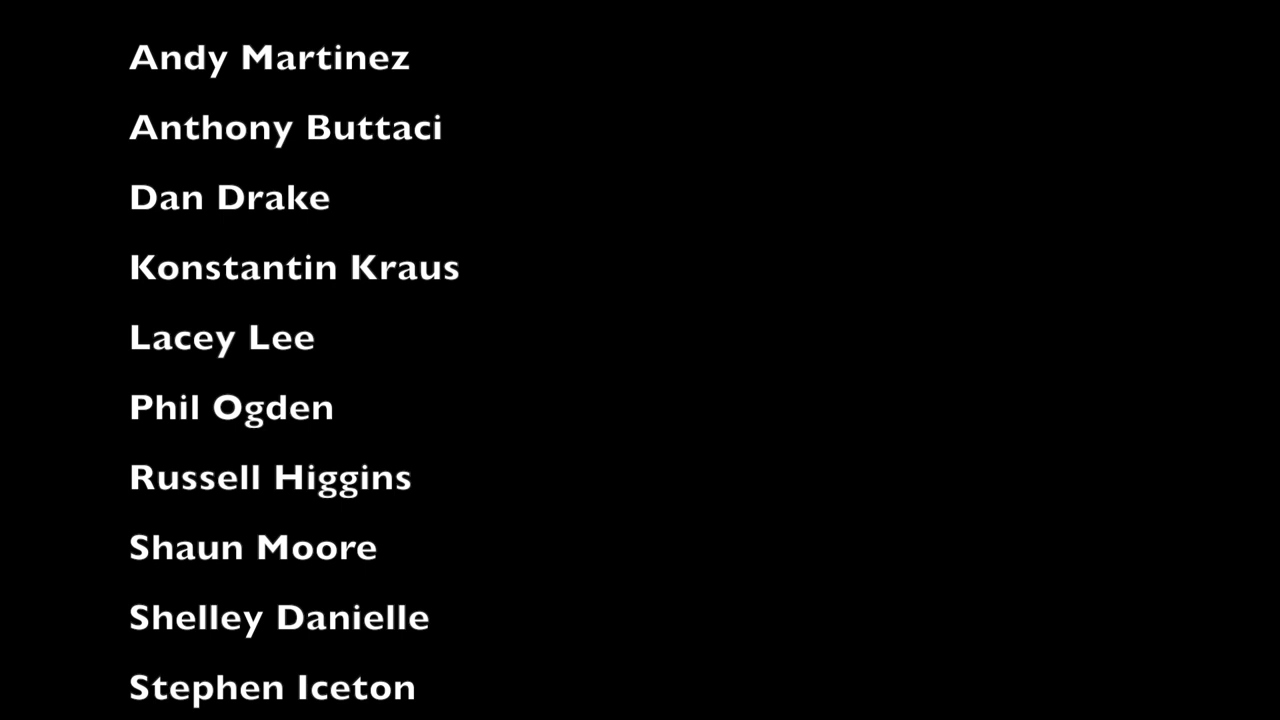 Andy Martinez
Anthony Buttaci
Dan Drake
Konstantin Kraus
Lacey Lee
Phil Ogden
Russell Higgins
Shaun Moore
Shelley Danielle
Stephen Iceton